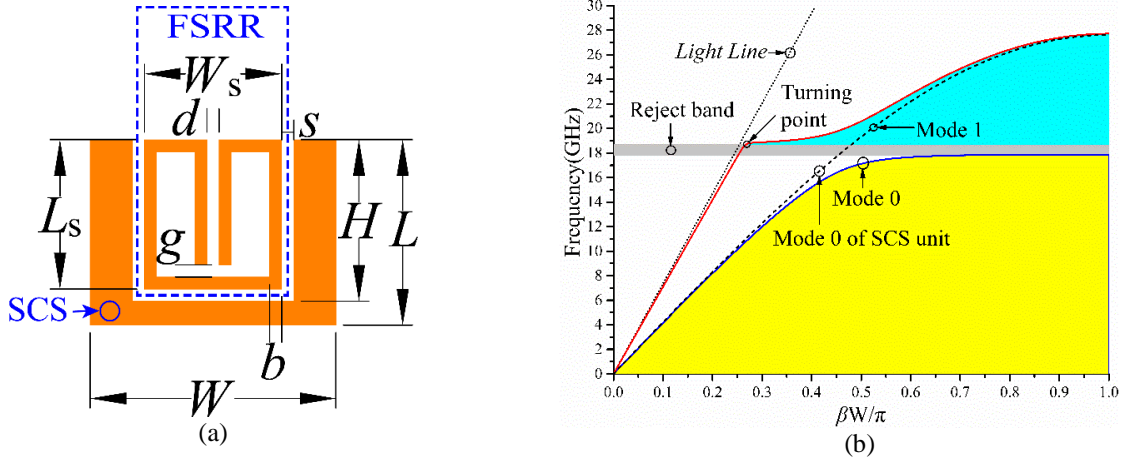 FSRR
Ws
d
s
Ls
g
H
L
SCS
b
W
(a)
Frequency(GHz)
30
28
26
24
22
20
18
16
14
12
10
8
6
4
2
0
Light Line
Reject band
Turning
point
Mode 1
Mode 0
Mode 0 of SCS unit
0.0 0.1 0.2 0.3 0.4 0.5 0.6 0.7 0.8 0.9 1.0
βW/π
(b)